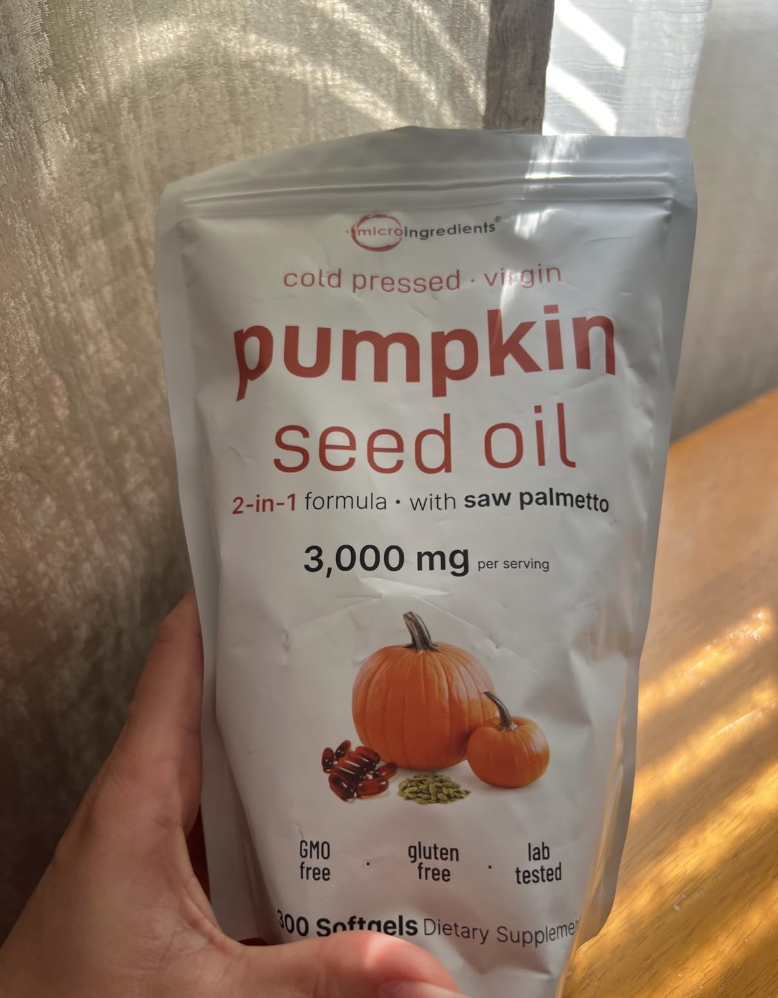 microingredients®
cold pressed · virgin
pumpkin
seed oil
2-in-1 formula · with saw palmetto
3,000 mg per serving
GMO free · gluten free · lab tested
300 Softgels Dietary Supplement